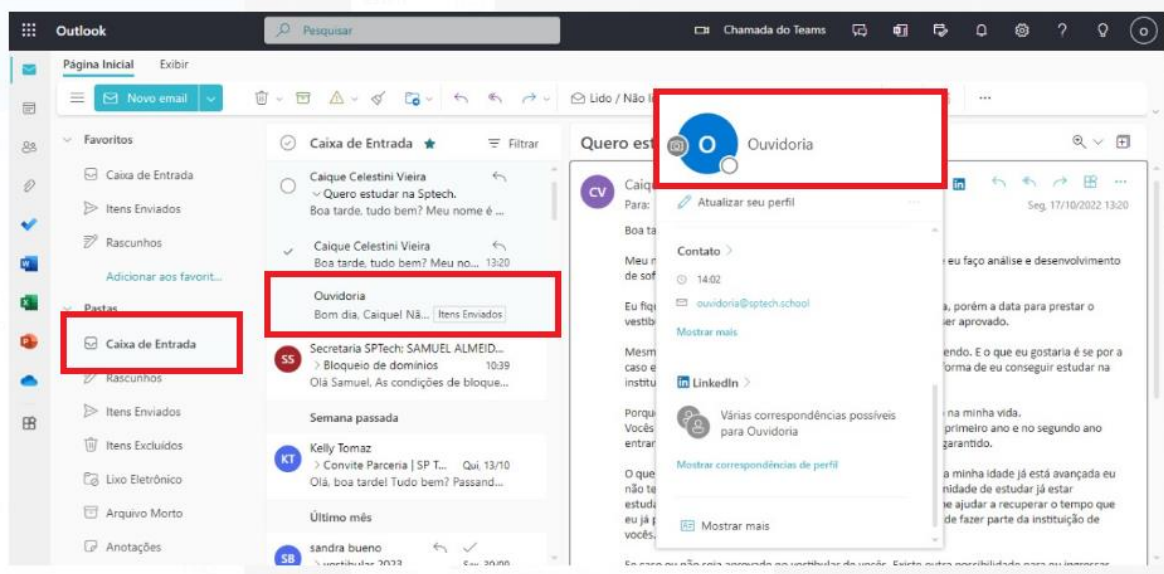 Outlook
Pesquisar
Chamada do Teams
Página Inicial Exibir
Novo email
Lido / Não
Favoritos
Caixa de Entrada
Itens Enviados
Rascunhos
Adicionar aos favorit...
Pastas
Caixa de Entrada
Rascunhos
Itens Enviados
Itens Excluídos
Lixo Eletrônico
Arquivo Morto
Anotações
Caixa de Entrada Filtrar
Caique Celestini Vieira
Quero estudar na Sptech.
Boa tarde, tudo bem? Meu nome é ...
Caique Celestini Vieira
Boa tarde, tudo bem? Meu no... 13:20
Ouvidoria
Bom dia, Caique! Nã... Itens Enviados
SS
Secretaria SPTech; SAMUEL ALMEID...
> Bloqueio de domínios 10:39
Olá Samuel, As condições de bloque...
Semana passada
KT
Kelly Tomaz
> Convite Parceria | SP T... Qui, 13/10
Olá, boa tarde! Tudo bem? Passand...
Último mês
SB
sandra bueno
> vestibular 2023
Quero est
CV
Para:
Seg, 17/10/2022 13:20
Boa ta
eu faço análise e desenvolvimento
de sof
Eu fiqu
, porém a data para prestar o
vestib
ser aprovado.
Mesm
endo. E o que eu gostaria é se por a
caso e
forma de eu conseguir estudar na
institu
Porqu
na minha vida.
Vocês
primeiro ano e no segundo ano
entrar
garantido.
O que
a minha idade já está avançada eu
não te
nidade de estudar já estar
estuda
me ajudar a recuperar o tempo que
eu já p
de fazer parte da instituição de
vocês.
O
Ouvidoria
Atualizar seu perfil
Contato >
14:02
ouvidoria@sptech.school
Mostrar mais
LinkedIn >
Várias correspondências possíveis
para Ouvidoria
Mostrar correspondências de perfil
Mostrar mais